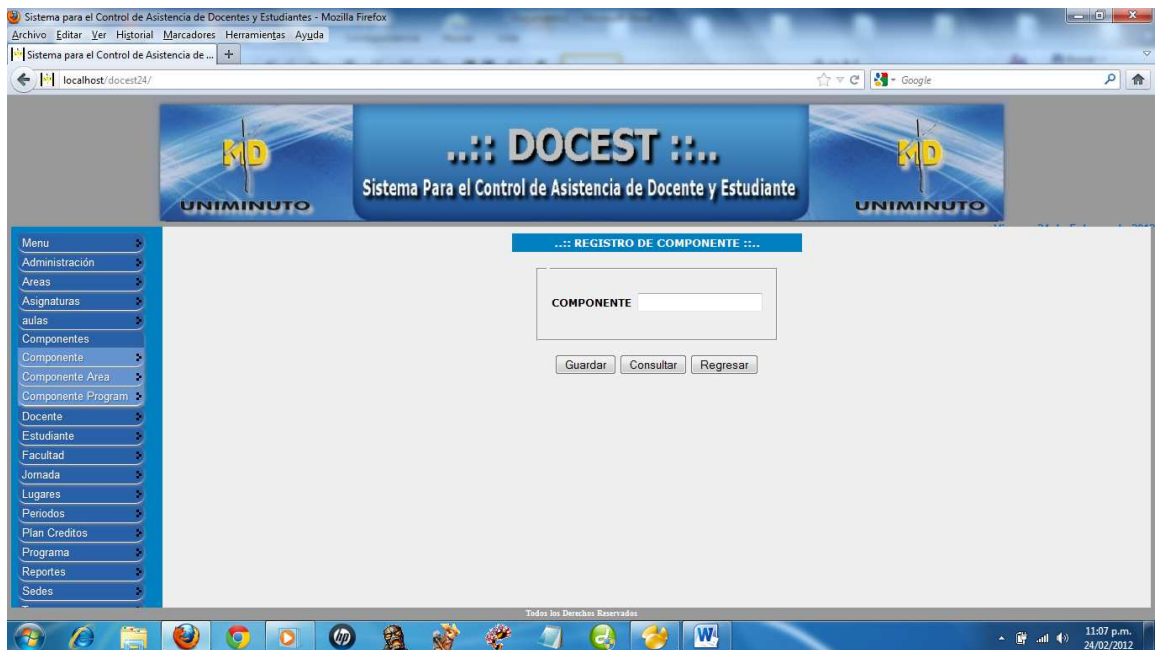 Sistema para el Control de Asistencia de Docentes y Estudiantes - Mozilla Firefox
Archivo Editar Ver Historial Marcadores Herramientas Ayuda
Sistema para el Control de Asistencia de ... +
localhost/docest24/
Google
MD
UNIMINUTO
..:: DOCEST ::..
Sistema Para el Control de Asistencia de Docente y Estudiante
MD
UNIMINUTO
Menu
Administración
Areas
Asignaturas
aulas
Componentes
Componente
Componente Area
Componente Program
Docente
Estudiante
Facultad
Jornada
Lugares
Periodos
Plan Creditos
Programa
Reportes
Sedes
..:: REGISTRO DE COMPONENTE ::..
COMPONENTE
Guardar Consultar Regresar
Todos los Derechos Reservados
hp
W
11:07 p.m.
24/02/2012